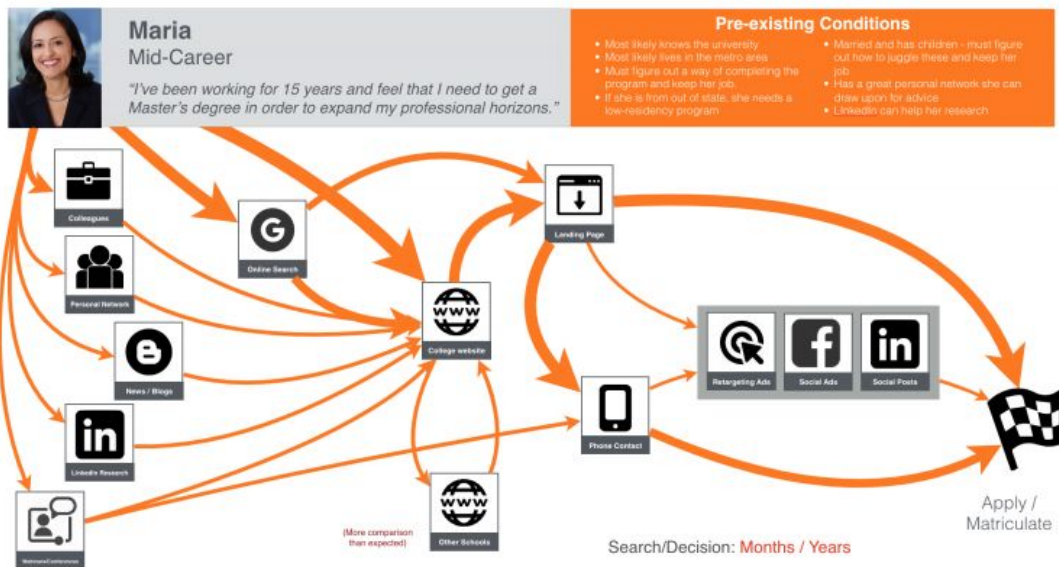 Maria
Mid-Career
"I've been working for 15 years and feel that I need to get a
Master's degree in order to expand my professional horizons."
Pre-existing Conditions
• Most likely knows the university
• Most likely lives in the metro area
• Must figure out a way of completing the
program and keep her job.
• If she is from out of state, she needs a
low-residency program
• Married and has children - must figure
out how to juggle these and keep her
job
• Has a great personal network she can
draw upon for advice
• LinkedIn can help her research
Colleagues
Personal Network
News / Blogs
LinkedIn Research
Webinars/Conferences
G
Online Search
www
College website
www
Other Schools
(More comparison
than expected)
Landing Page
Phone Contact
Retargeting Ads
Social Ads
Social Posts
Apply /
Matriculate
Search/Decision: Months / Years